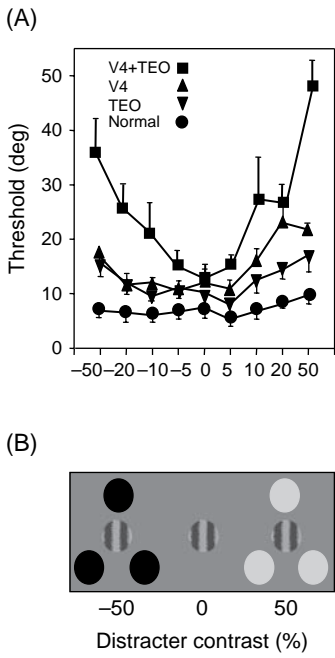 (A)
V4+TEO
V4
TEO
Normal
Threshold (deg)
50
40
30
20
10
0
–50 –20 –10 –5 0 5 10 20 50
(B)
–50 0 50
Distracter contrast (%)